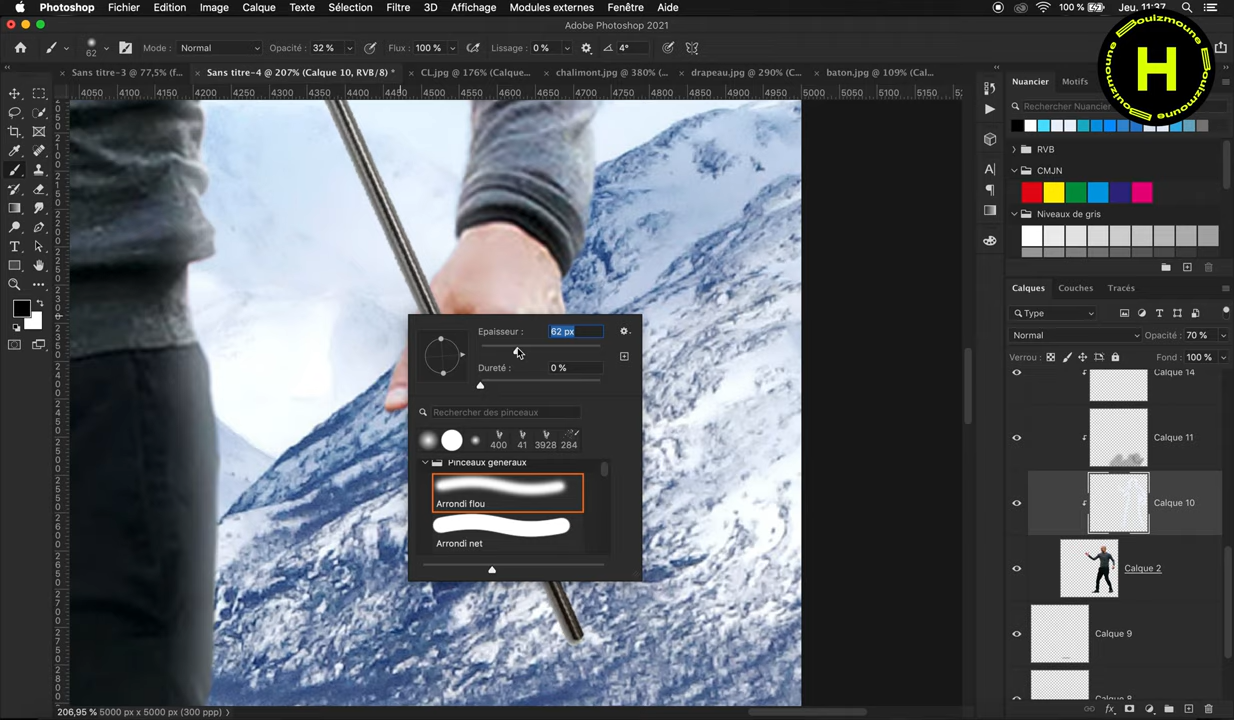 Photoshop Fichier Edition Image Calque Texte Sélection Filtre 3D Affichage Modules externes Fenêtre Aide 100 % Jeu. 11:37
Adobe Photoshop 2021
62 Mode : Normal Opacité : 32 % Flux : 100 % Lissage : 0 % 4°
Sans titre-3 @ 77,5% (f... Sans titre-4 @ 207% (Calque 10, RVB/8) * CL.jpg @ 176% (Calque... chalimont.jpg @ 380% (... drapeau.jpg @ 290% (C... baton.jpg @ 109% (Cal...
4050 4100 4150 4200 4250 4300 4350 4400 4450 4500 4550 4600 4650 4700 4750 4800 4850 4900 4950 5000 5050 5100 5150
Houizmoune
H
Houizmoune
Nuancier Motifs
Rechercher Nuancier
RVB
CMJN
Niveaux de gris
Calques Couches Tracés
Type
Normal Opacité : 70 %
Verrou : Fond : 100 %
Calque 14
Calque 11
Calque 10
Calque 2
Calque 9
Calque 8
Epaisseur : 62 px
Dureté : 0 %
Rechercher des pinceaux
400 41 3928 284
Pinceaux généraux
Arrondi flou
Arrondi net
206,95 % 5000 px x 5000 px (300 ppp)